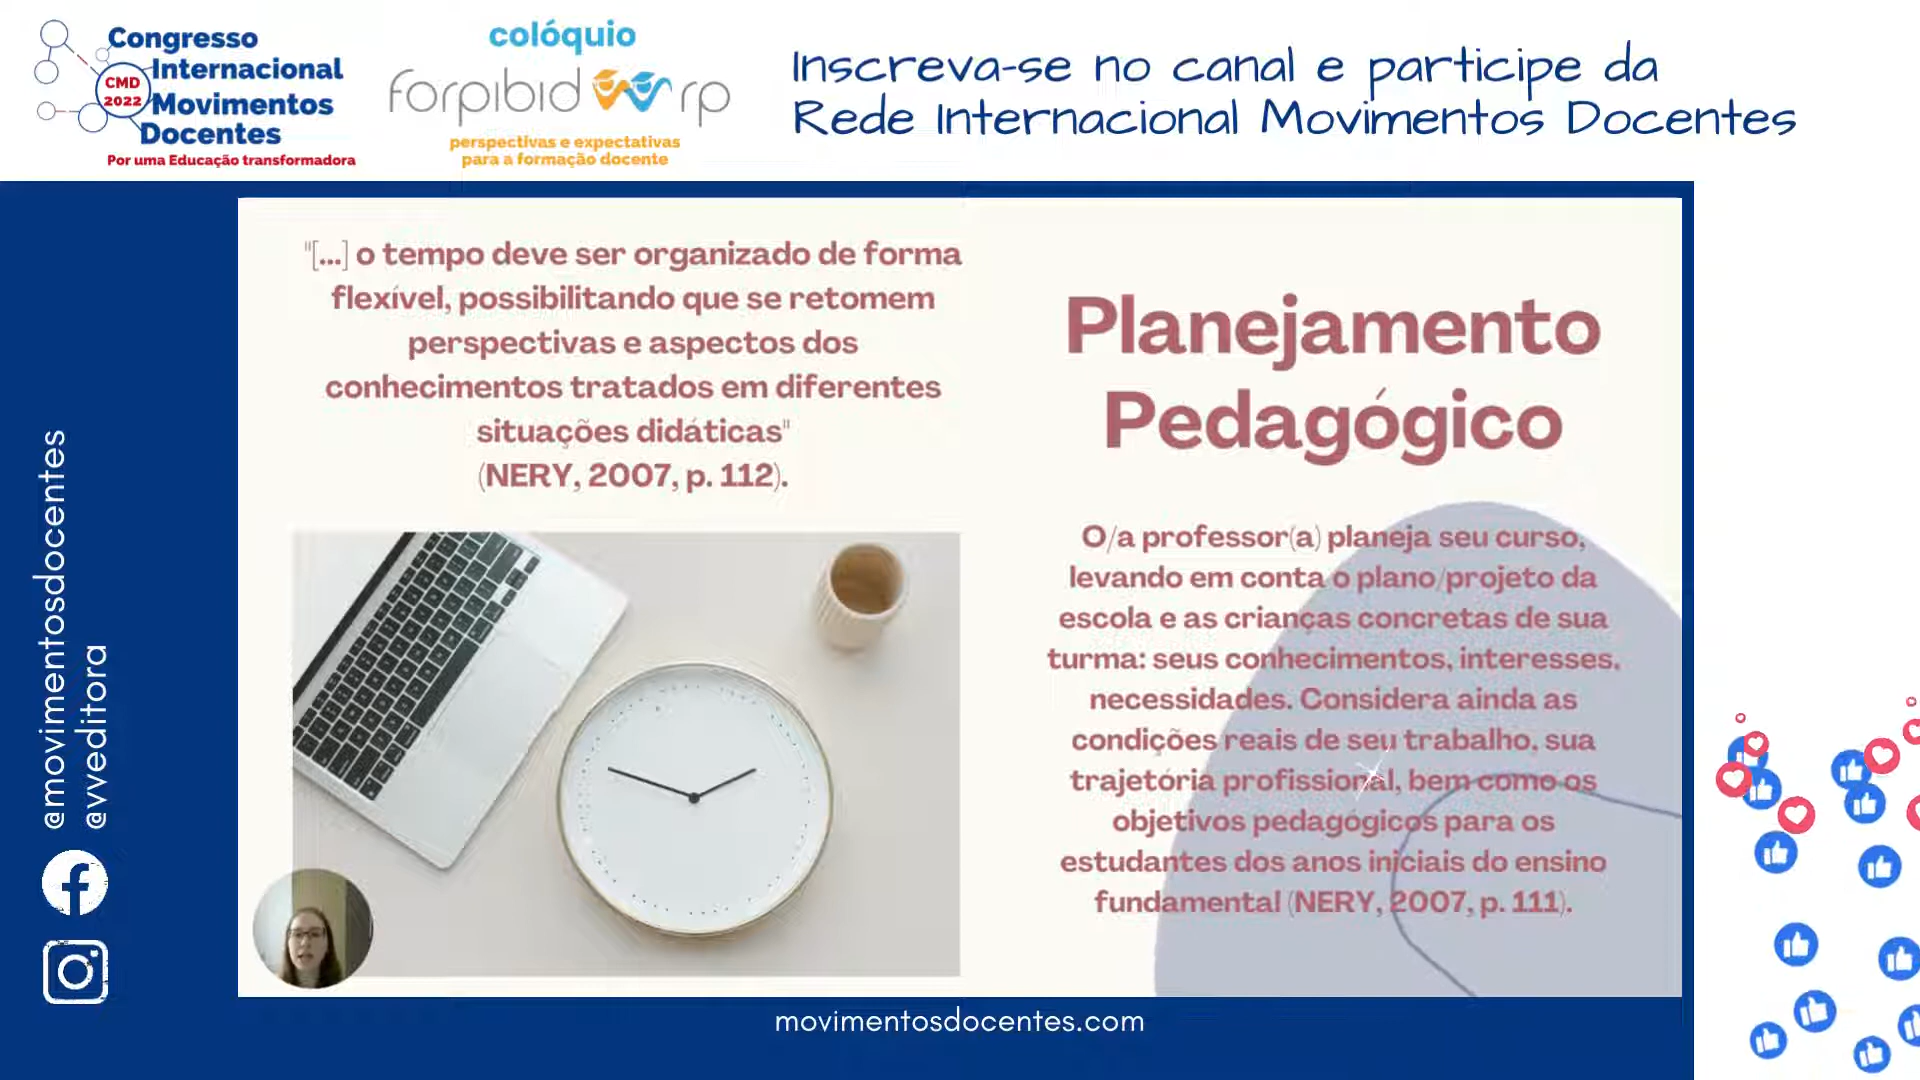 Congresso
Internacional
CMD
2022
Movimentos
Docentes
Por uma Educação transformadora
colóquio
forpibid rp
perspectivas e expectativas
para a formação docente
Inscreva-se no canal e participe da
Rede Internacional Movimentos Docentes
@movimentosdocentes
@vveditora
"[...] o tempo deve ser organizado de forma
flexível, possibilitando que se retomem
perspectivas e aspectos dos
conhecimentos tratados em diferentes
situações didáticas"
(NERY, 2007, p. 112).
Planejamento
Pedagógico
O/a professor(a) planeja seu curso,
levando em conta o plano/projeto da
escola e as crianças concretas de sua
turma: seus conhecimentos, interesses,
necessidades. Considera ainda as
condições reais de seu trabalho, sua
trajetória profissional, bem como os
objetivos pedagógicos para os
estudantes dos anos iniciais do ensino
fundamental (NERY, 2007, p. 111).
movimentosdocentes.com